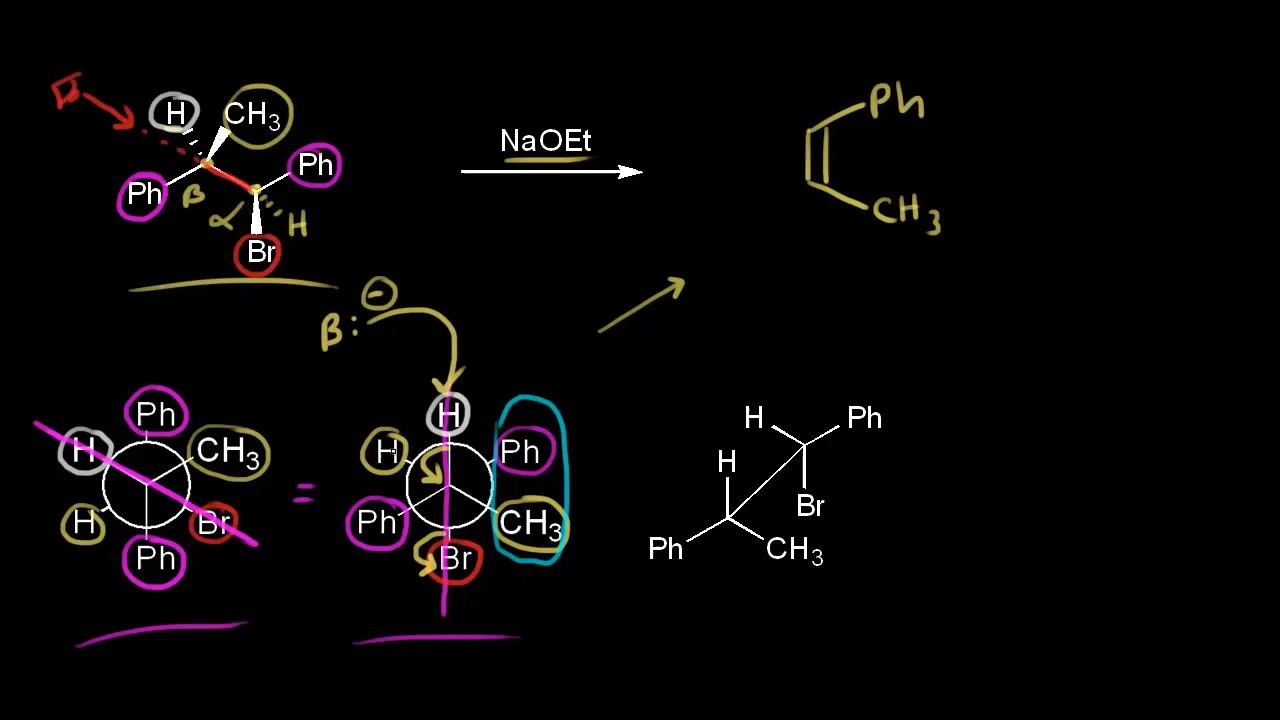 H CH₃
Ph Ph
β
α H
Br
NaOEt
Ph
CH₃
B: ⊖
Ph
H CH₃
H Br
Ph
=
H
H Ph
Ph CH₃
Br
H Ph
H
Br
Ph CH₃